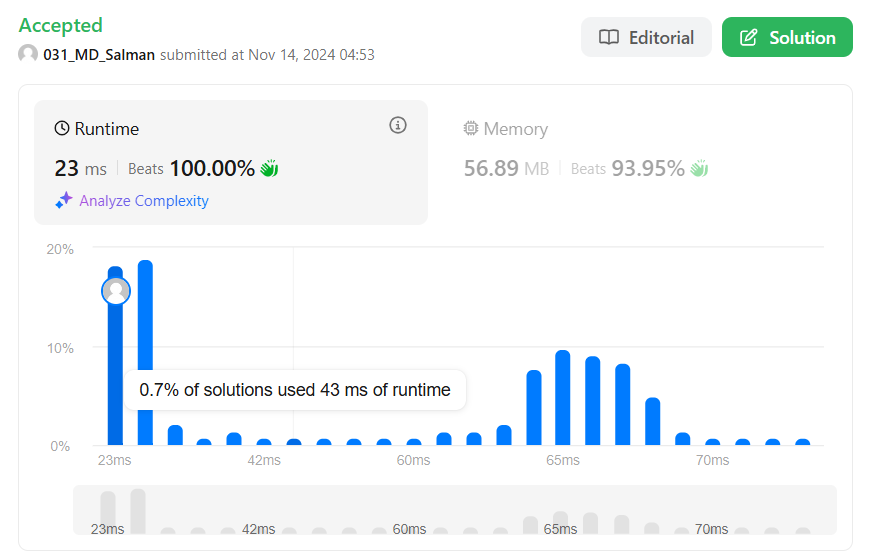 Accepted
031_MD_Salman submitted at Nov 14, 2024 04:53
Editorial
Solution
Runtime
23 ms
Beats 100.00%
Analyze Complexity
Memory
56.89 MB
Beats 93.95%
20%
10%
0%
0.7% of solutions used 43 ms of runtime
23ms 42ms 60ms 65ms 70ms
23ms 42ms 60ms 65ms 70ms